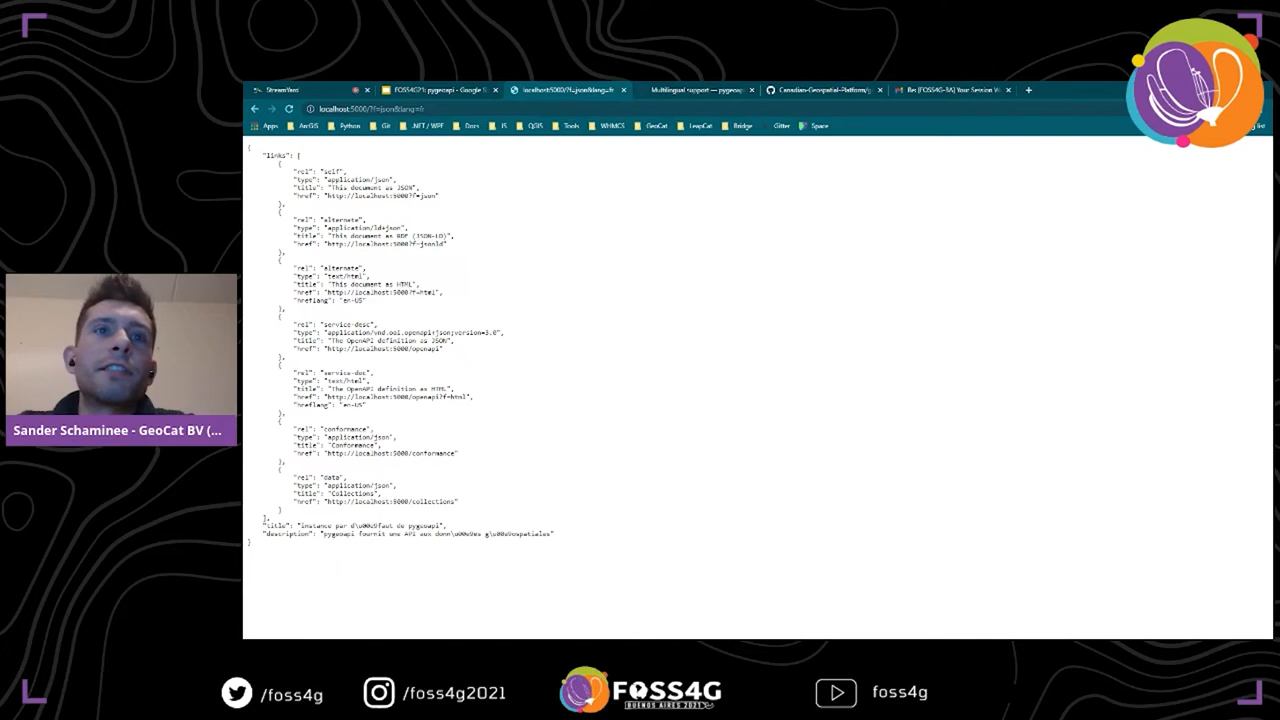 StreamYard
FOSS4G21: pygeoapi - Google S
localhost:5000/?f=json&lang=fr
Multilingual support — pygeoap
Canadian-Geospatial-Platform/p
Re: [FOSS4G-BA] Your Session W
localhost:5000/?f=json&lang=fr
Apps ArcGIS Python Git .NET / WPF Docs JS QGIS Tools WHMCS GeoCat LeapCat Bridge Gitter Space
list
{
"links": [
{
"rel": "self",
"type": "application/json",
"title": "This document as JSON",
"href": "http://localhost:5000?f=json"
},
{
"rel": "alternate",
"type": "application/ld+json",
"title": "This document as RDF (JSON-LD)",
"href": "http://localhost:5000?f=jsonld"
},
{
"rel": "alternate",
"type": "text/html",
"title": "This document as HTML",
"href": "http://localhost:5000?f=html",
"hreflang": "en-US"
},
{
"rel": "service-desc",
"type": "application/vnd.oai.openapi+json;version=3.0",
"title": "The OpenAPI definition as JSON",
"href": "http://localhost:5000/openapi"
},
{
"rel": "service-doc",
"type": "text/html",
"title": "The OpenAPI definition as HTML",
"href": "http://localhost:5000/openapi?f=html",
"hreflang": "en-US"
},
{
"rel": "conformance",
"type": "application/json",
"title": "Conformance",
"href": "http://localhost:5000/conformance"
},
{
"rel": "data",
"type": "application/json",
"title": "Collections",
"href": "http://localhost:5000/collections"
}
],
"title": "instance par d\u00e9faut de pygeoapi",
"description": "pygeoapi fournit une API aux donn\u00e9es g\u00e9ospatiales"
}
Sander Schaminee - GeoCat BV (...
/foss4g
/foss4g2021
FOSS4G
BUENOS AIRES 2021
foss4g